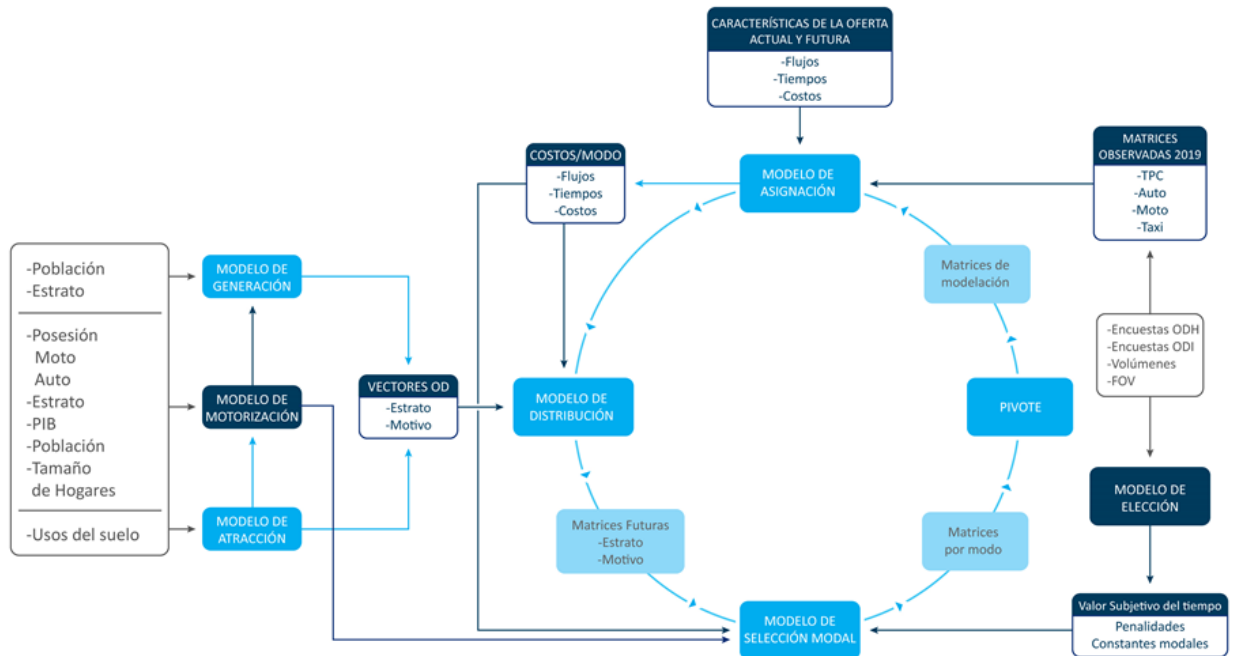 CARACTERÍSTICAS DE LA OFERTA
ACTUAL Y FUTURA
-Flujos
-Tiempos
-Costos
COSTOS/MODO
-Flujos
-Tiempos
-Costos
MODELO DE
ASIGNACIÓN
MATRICES
OBSERVADAS 2019
-TPC
-Auto
-Moto
-Taxi
-Población
-Estrato
-Posesión
Moto
Auto
-Estrato
-PIB
-Población
-Tamaño
de Hogares
-Usos del suelo
MODELO DE
GENERACIÓN
MODELO DE
MOTORIZACIÓN
MODELO DE
ATRACCIÓN
VECTORES OD
-Estrato
-Motivo
MODELO DE
DISTRIBUCIÓN
Matrices de
modelación
PIVOTE
-Encuestas ODH
-Encuestas ODI
-Volúmenes
-FOV
MODELO DE
ELECCIÓN
Matrices Futuras
-Estrato
-Motivo
Matrices
por modo
MODELO DE
SELECCIÓN MODAL
Valor Subjetivo del tiempo
Penalidades
Constantes modales